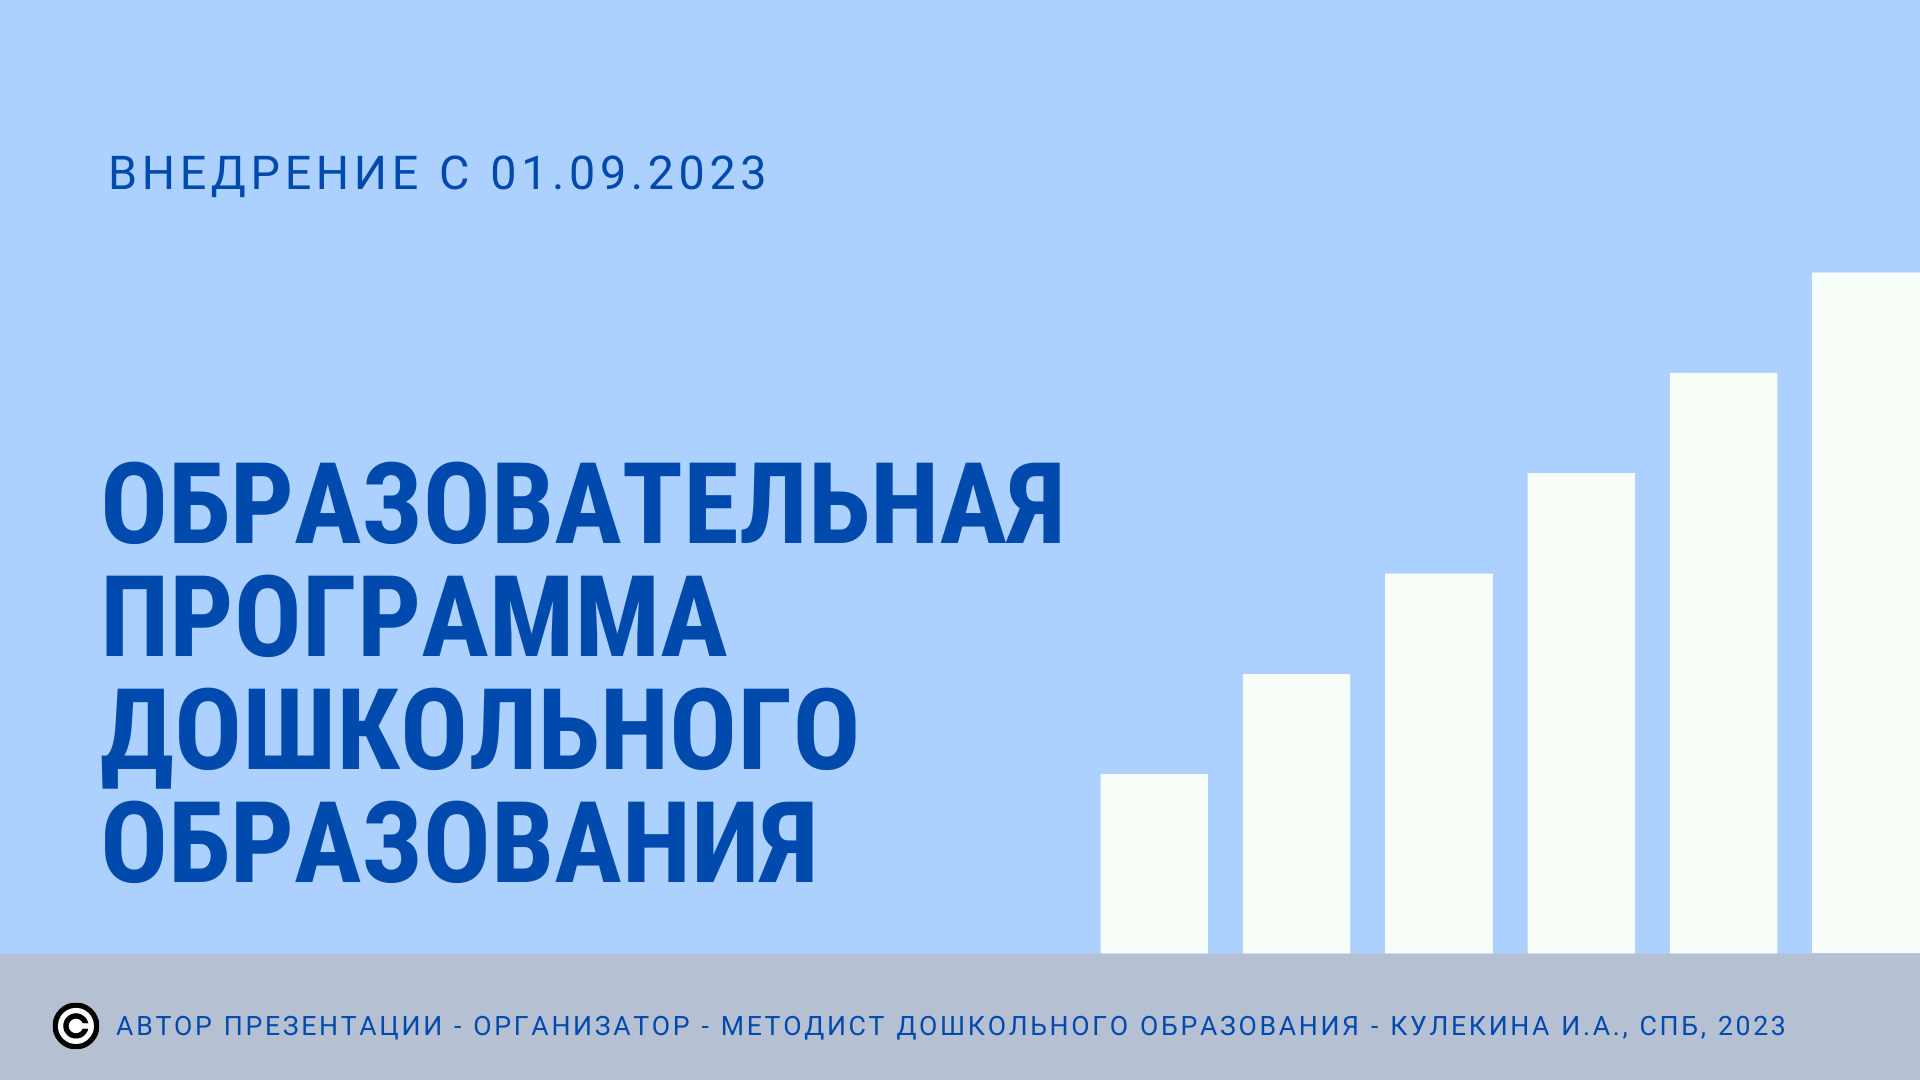 ВНЕДРЕНИЕ С 01.09.2023
ОБРАЗОВАТЕЛЬНАЯ
ПРОГРАММА
ДОШКОЛЬНОГО
ОБРАЗОВАНИЯ
© АВТОР ПРЕЗЕНТАЦИИ - ОРГАНИЗАТОР - МЕТОДИСТ ДОШКОЛЬНОГО ОБРАЗОВАНИЯ - КУЛЕКИНА И.А., СПБ, 2023